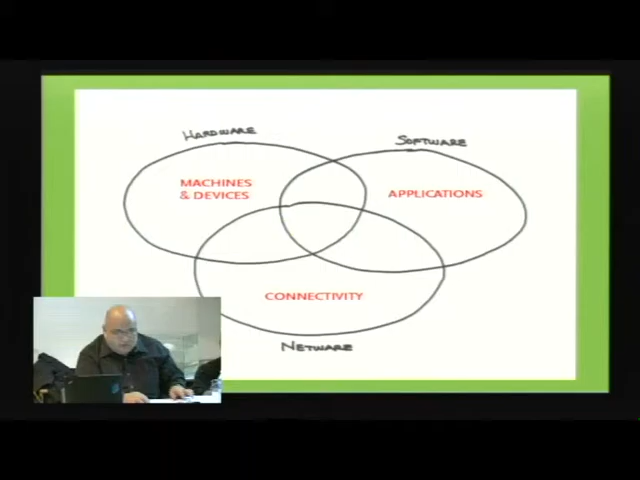 HARDWARE
SOFTWARE
MACHINES
& DEVICES
APPLICATIONS
CONNECTIVITY
NETWARE